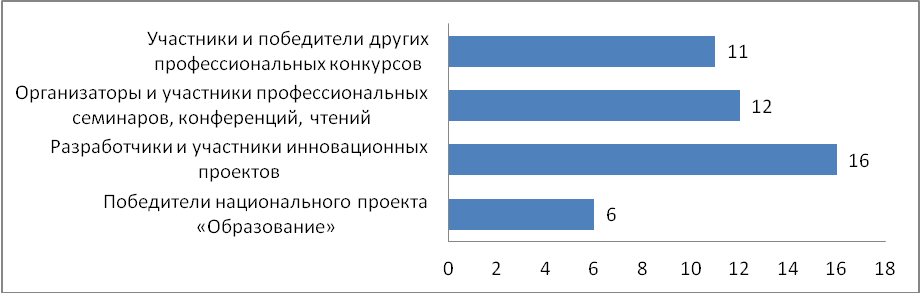 Участники и победители других
профессиональных конкурсов
11
Организаторы и участники профессиональных
семинаров, конференций, чтений
12
Разработчики и участники инновационных
проектов
16
Победители национального проекта
«Образование»
6
0 2 4 6 8 10 12 14 16 18